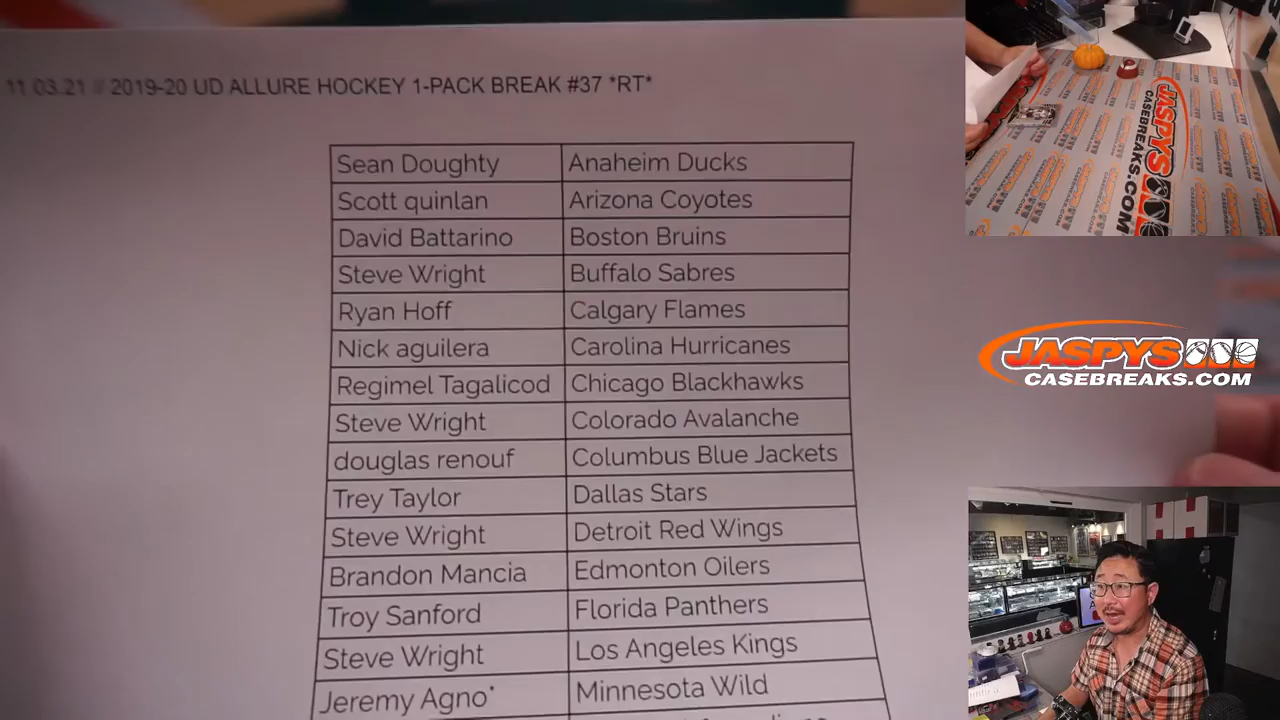 11 03.21 // 2019-20 UD ALLURE HOCKEY 1-PACK BREAK #37 *RT*
Sean Doughty Anaheim Ducks
Scott quinlan Arizona Coyotes
David Battarino Boston Bruins
Steve Wright Buffalo Sabres
Ryan Hoff Calgary Flames
Nick aguilera Carolina Hurricanes
Regimel Tagalicod Chicago Blackhawks
Steve Wright Colorado Avalanche
douglas renouf Columbus Blue Jackets
Trey Taylor Dallas Stars
Steve Wright Detroit Red Wings
Brandon Mancia Edmonton Oilers
Troy Sanford Florida Panthers
Steve Wright Los Angeles Kings
Jeremy Agno* Minnesota Wild
JASPYS
CASEBREAKS.COM
JASPYS
CASEBREAKS.COM